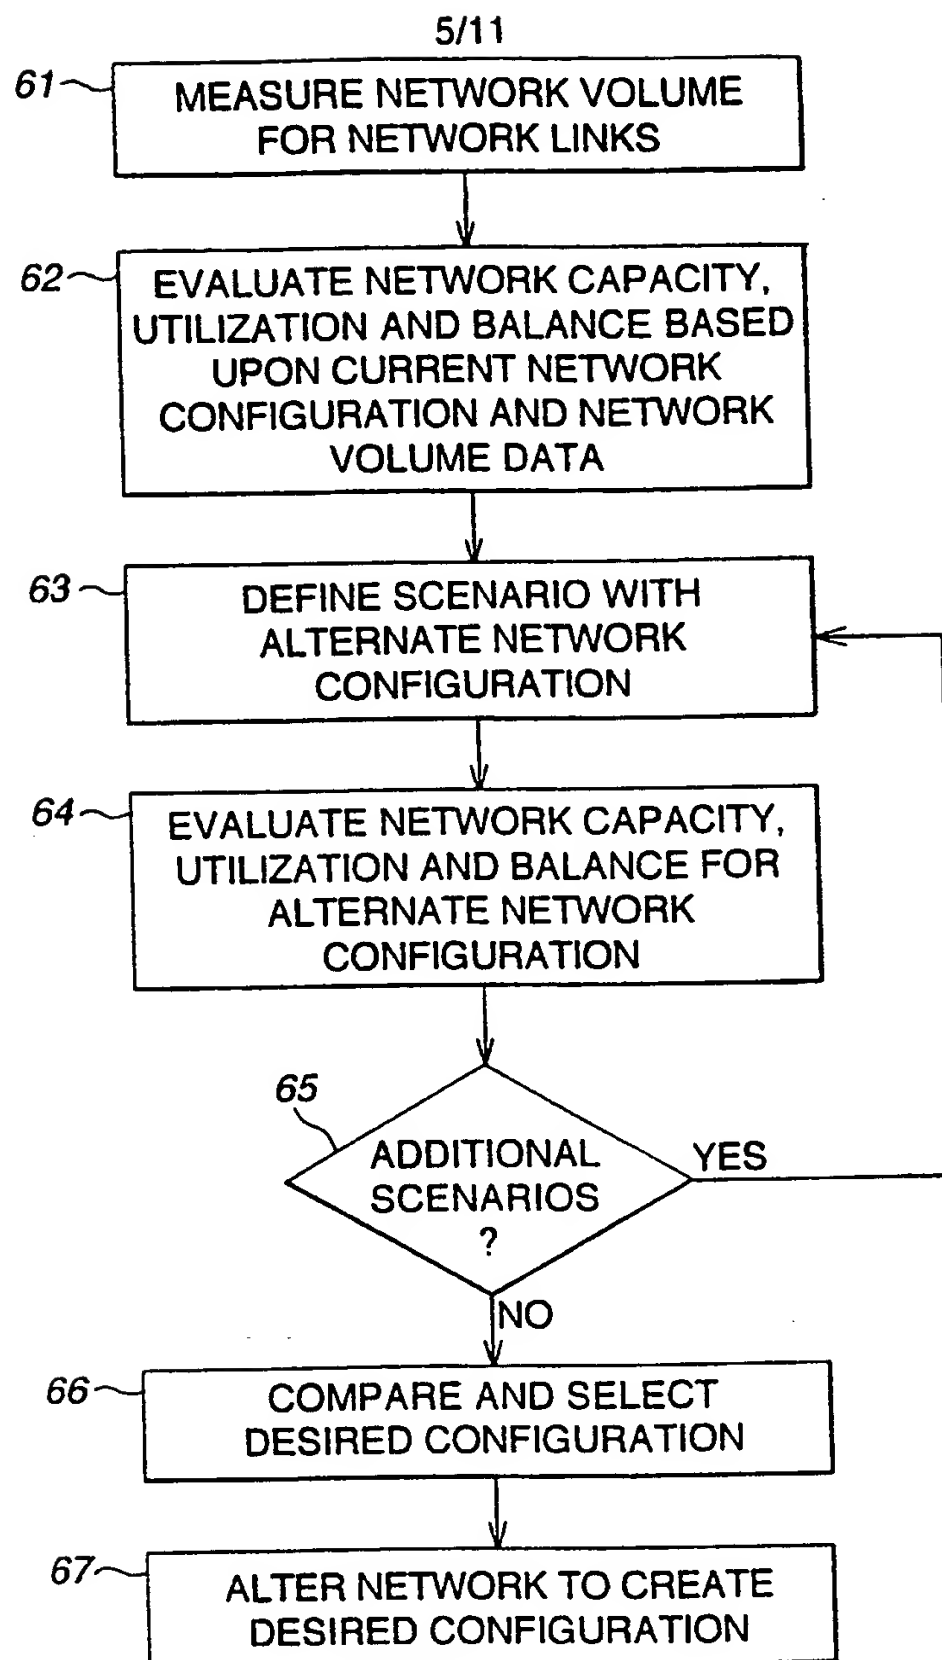 5/11
61
MEASURE NETWORK VOLUME
FOR NETWORK LINKS
62
EVALUATE NETWORK CAPACITY,
UTILIZATION AND BALANCE BASED
UPON CURRENT NETWORK
CONFIGURATION AND NETWORK
VOLUME DATA
63
DEFINE SCENARIO WITH
ALTERNATE NETWORK
CONFIGURATION
64
EVALUATE NETWORK CAPACITY,
UTILIZATION AND BALANCE FOR
ALTERNATE NETWORK
CONFIGURATION
65
ADDITIONAL
SCENARIOS
?
YES
NO
66
COMPARE AND SELECT
DESIRED CONFIGURATION
67
ALTER NETWORK TO CREATE
DESIRED CONFIGURATION